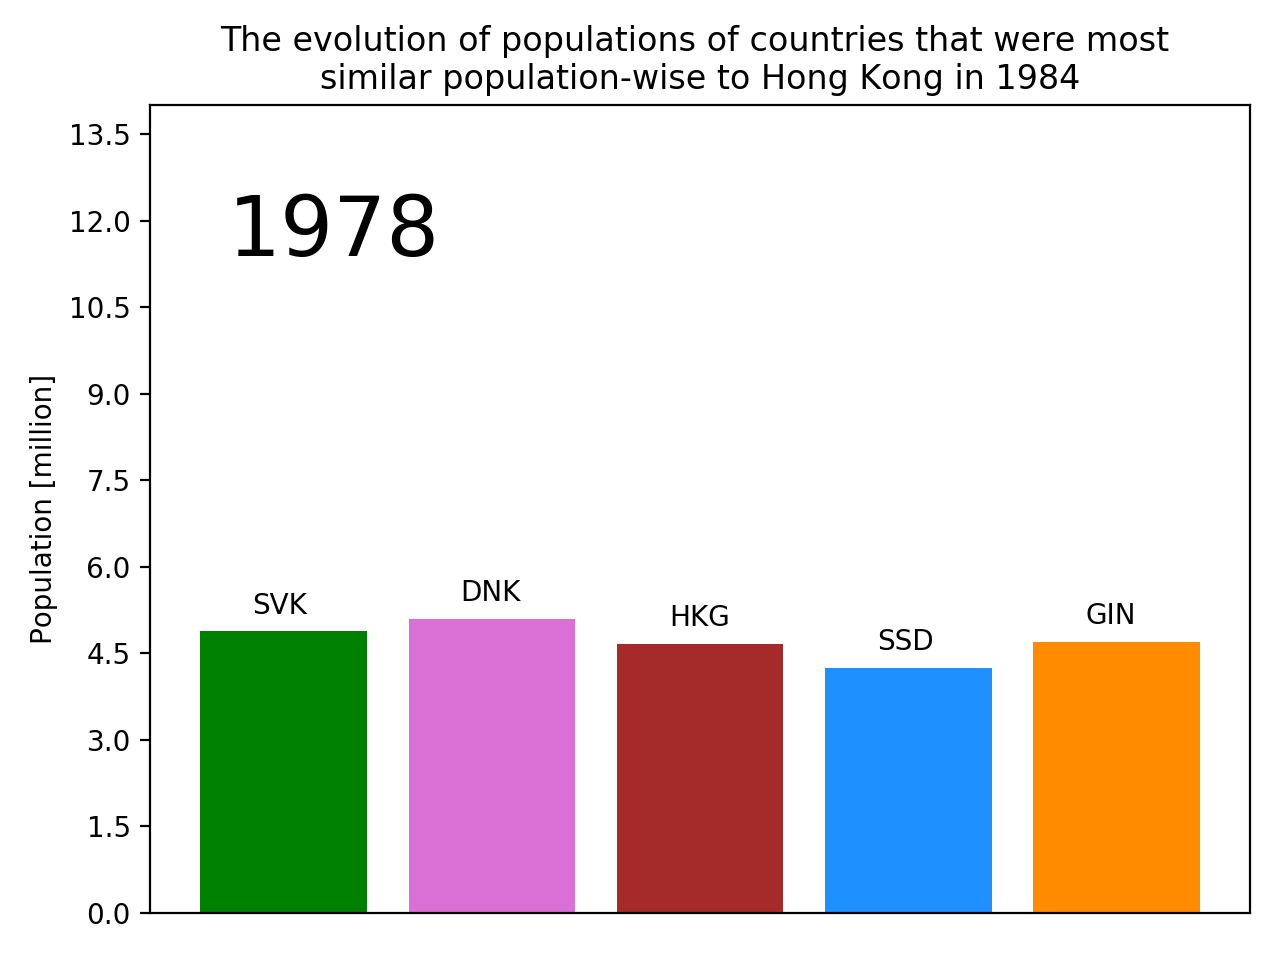 The evolution of populations of countries that were most
similar population-wise to Hong Kong in 1984
13.5
12.0
10.5
9.0
7.5
6.0
4.5
3.0
1.5
0.0
Population [million]
1978
SVK
DNK
HKG
SSD
GIN